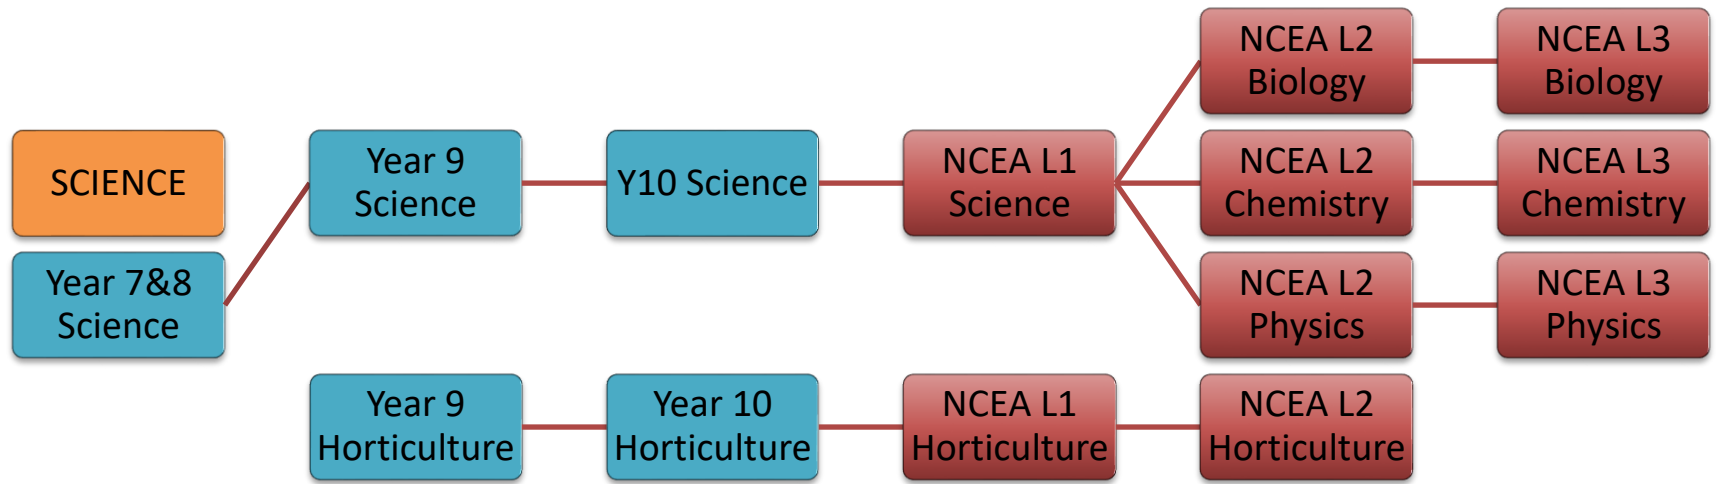 SCIENCE
Year 7&8
Science
Year 9
Science
Y10 Science
NCEA L1
Science
NCEA L2
Biology
NCEA L3
Biology
NCEA L2
Chemistry
NCEA L3
Chemistry
NCEA L2
Physics
NCEA L3
Physics
Year 9
Horticulture
Year 10
Horticulture
NCEA L1
Horticulture
NCEA L2
Horticulture